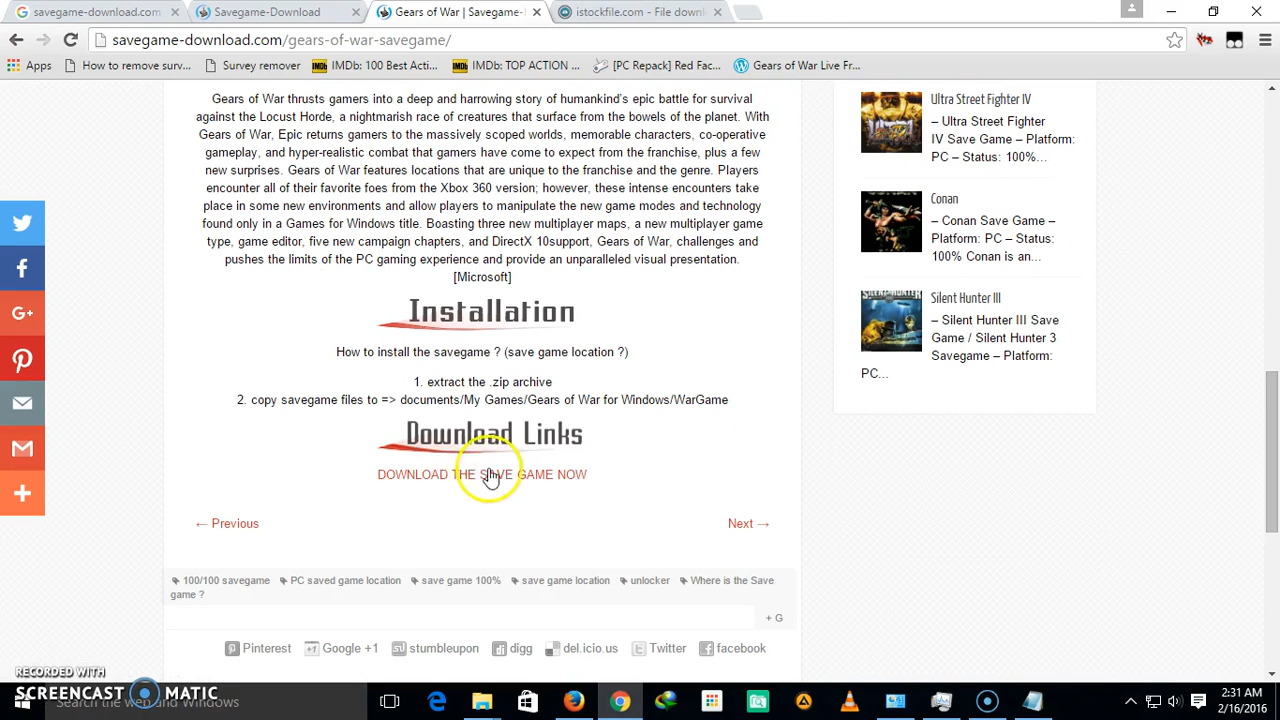 savegame-download.com
Savegame-Download
Gears of War | Savegame-
istockfile.com - File down
savegame-download.com/gears-of-war-savegame/
Apps
How to remove surv...
Survey remover
IMDb: 100 Best Acti...
IMDb: TOP ACTION ...
[PC Repack] Red Fac...
Gears of War Live Fr...
Gears of War thrusts gamers into a deep and harrowing story of humankind's epic battle for survival
against the Locust Horde, a nightmarish race of creatures that surface from the bowels of the planet. With
Gears of War, Epic returns gamers to the massively scoped worlds, memorable characters, co-operative
gameplay, and hyper-realistic combat that gamers have come to expect from the franchise, plus a few
new surprises. Gears of War features locations that are unique to the franchise and the genre. Players
encounter all of their favorite foes from the Xbox 360 version; however, these intense encounters take
place in some new environments and allow players to manipulate the new game modes and technology
found only in a Games for Windows title. Boasting three new multiplayer maps, a new multiplayer game
type, game editor, five new campaign chapters, and DirectX 10support, Gears of War, challenges and
pushes the limits of the PC gaming experience and provide an unparalleled visual presentation.
[Microsoft]
Installation
How to install the savegame ? (save game location ?)
1. extract the .zip archive
2. copy savegame files to => documents/My Games/Gears of War for Windows/WarGame
Download Links
DOWNLOAD THE SAVE GAME NOW
← Previous
Next →
100/100 savegame
PC saved game location
save game 100%
save game location
unlocker
Where is the Save
game ?
+ G
Pinterest
Google +1
stumbleupon
digg
del.icio.us
Twitter
facebook
Ultra Street Fighter IV
– Ultra Street Fighter
IV Save Game – Platform:
PC – Status: 100%...
Conan
– Conan Save Game –
Platform: PC – Status:
100% Conan is an...
Silent Hunter III
– Silent Hunter III Save
Game / Silent Hunter 3
Savegame – Platform:
PC...
RECORDED WITH
SCREENCAST MATIC
Search the web and Windows
2:31 AM
2/16/2016